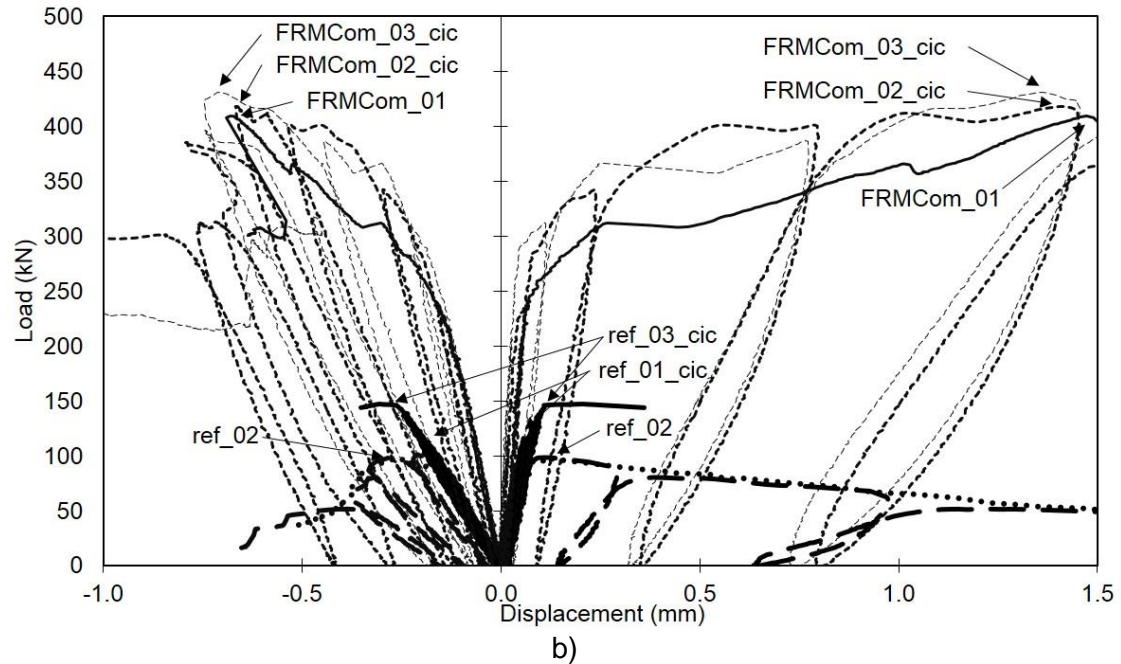 500
450
400
350
300
250
200
150
100
50
0
Load (kN)
FRMCom_03_cic
FRMCom_02_cic
FRMCom_01
FRMCom_03_cic
FRMCom_02_cic
FRMCom_01
ref_03_cic
ref_01_cic
ref_02
ref_02
-1.0 -0.5 0.0 0.5 1.0 1.5
Displacement (mm)
b)